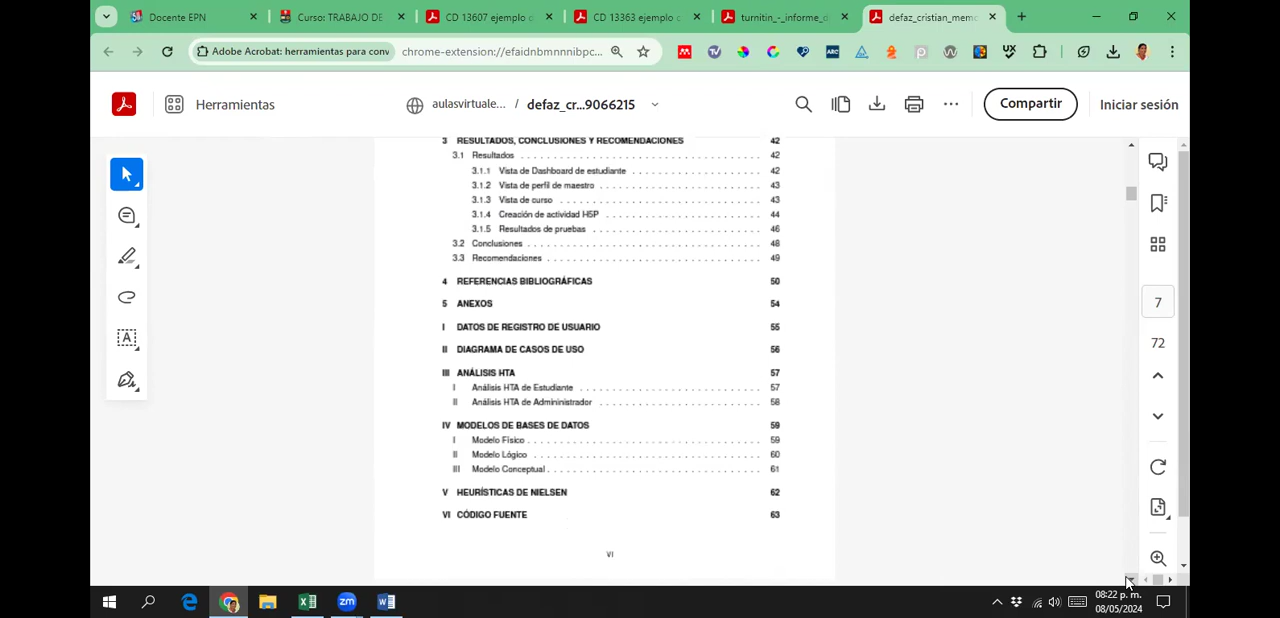 Docente EPN
Curso: TRABAJO DE
CD 13607 ejemplo d
CD 13363 ejemplo c
turnitin_-_informe_d
defaz_cristian_memo
Adobe Acrobat: herramientas para conv
chrome-extension://efaidnbmnnnibpc...
Herramientas
aulasvirtuale... / defaz_cr...9066215
Compartir
Iniciar sesión
3 RESULTADOS, CONCLUSIONES Y RECOMENDACIONES 42
3.1 Resultados 42
3.1.1 Vista de Dashboard de estudiante 42
3.1.2 Vista de perfil de maestro 43
3.1.3 Vista de curso 43
3.1.4 Creación de actividad H5P 44
3.1.5 Resultados de pruebas 46
3.2 Conclusiones 48
3.3 Recomendaciones 49
4 REFERENCIAS BIBLIOGRÁFICAS 50
5 ANEXOS 54
I DATOS DE REGISTRO DE USUARIO 55
II DIAGRAMA DE CASOS DE USO 56
III ANÁLISIS HTA 57
I Análisis HTA de Estudiante 57
II Análisis HTA de Admininistrador 58
IV MODELOS DE BASES DE DATOS 59
I Modelo Físico 59
II Modelo Lógico 60
III Modelo Conceptual 61
V HEURÍSTICAS DE NIELSEN 62
VI CÓDIGO FUENTE 63
VI
7
72
08:22 p. m.
08/05/2024